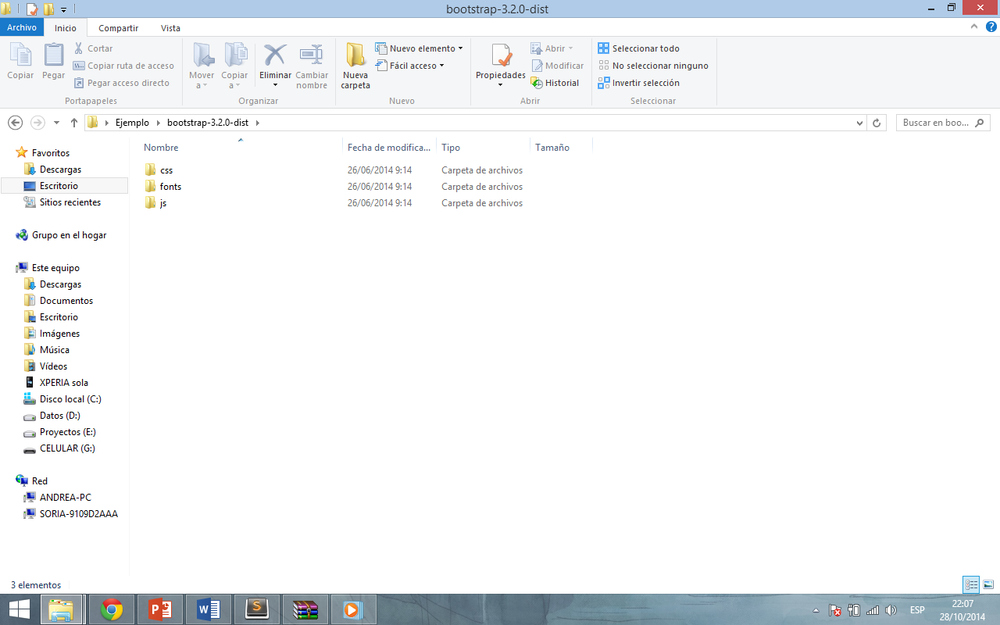 bootstrap-3.2.0-dist
Archivo Inicio Compartir Vista
Copiar
Pegar
Cortar
Copiar ruta de acceso
Pegar acceso directo
Portapapeles
Mover a
Copiar a
Eliminar
Cambiar nombre
Organizar
Nueva carpeta
Nuevo elemento
Fácil acceso
Nuevo
Propiedades
Abrir
Modificar
Historial
Abrir
Seleccionar todo
No seleccionar ninguno
Invertir selección
Seleccionar
Ejemplo bootstrap-3.2.0-dist
Buscar en boo...
Favoritos
Descargas
Escritorio
Sitios recientes
Grupo en el hogar
Este equipo
Descargas
Documentos
Escritorio
Imágenes
Música
Vídeos
XPERIA sola
Disco local (C:)
Datos (D:)
Proyectos (E:)
CELULAR (G:)
Red
ANDREA-PC
SORIA-9109D2AAA
Nombre Fecha de modifica... Tipo Tamaño
css 26/06/2014 9:14 Carpeta de archivos
fonts 26/06/2014 9:14 Carpeta de archivos
js 26/06/2014 9:14 Carpeta de archivos
3 elementos
ESP
22:07
28/10/2014